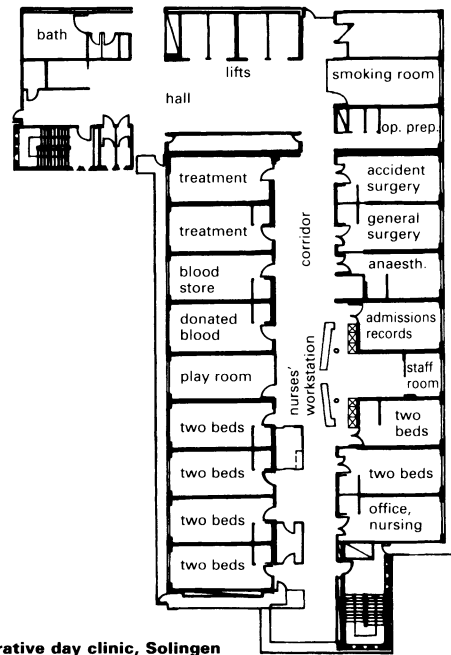 bath
lifts
hall
smoking room
op. prep.
treatment
accident
surgery
treatment
general
surgery
corridor
blood
store
anaesth.
donated
blood
admissions
records
play room
nurses'
workstation
staff
room
two beds
two
beds
two beds
two beds
two beds
office,
nursing
two beds
rative day clinic, Solingen